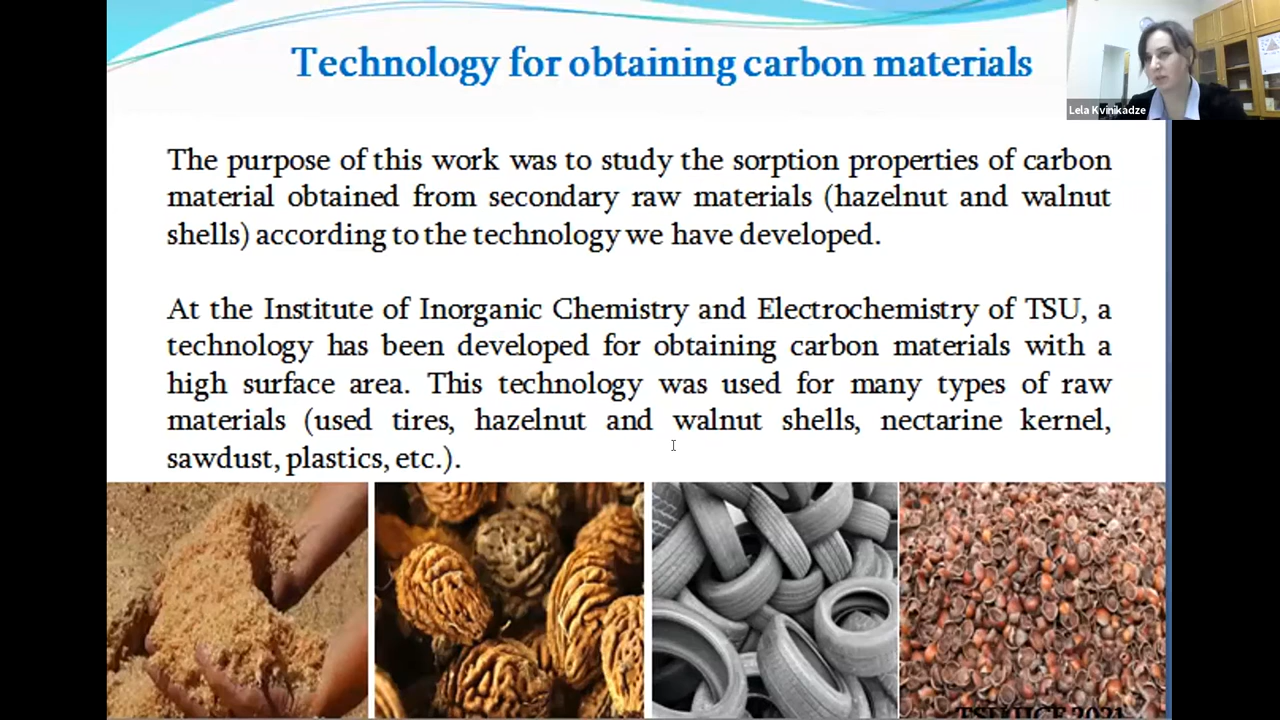 Technology for obtaining carbon materials
Lela Kvinikadze
The purpose of this work was to study the sorption properties of carbon
material obtained from secondary raw materials (hazelnut and walnut
shells) according to the technology we have developed.
At the Institute of Inorganic Chemistry and Electrochemistry of TSU, a
technology has been developed for obtaining carbon materials with a
high surface area. This technology was used for many types of raw
materials (used tires, hazelnut and walnut shells, nectarine kernel,
sawdust, plastics, etc.).
2021